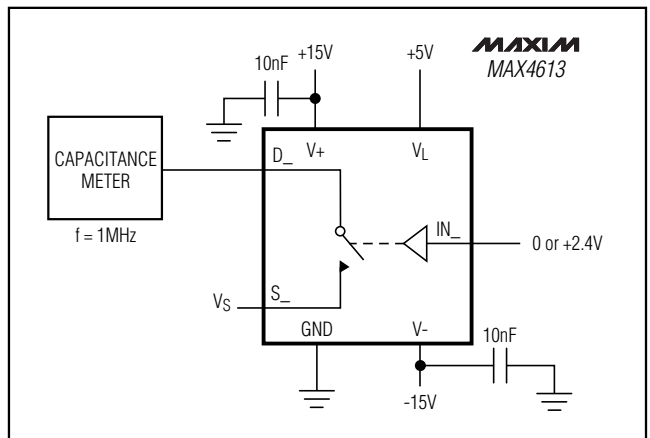 10nF
+15V
+5V
MAXIM
MAX4613
CAPACITANCE
METER
D_
V+
VL
f = 1MHz
IN_
0 or +2.4V
VS
S_
GND
V-
10nF
-15V